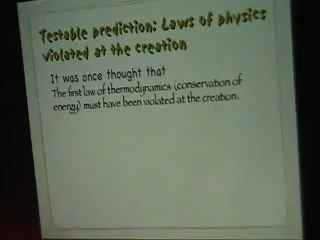 Testable prediction: Laws of physics
violated at the creation
It was once thought that
The first law of thermodynamics (conservation of
energy) must have been violated at the creation.